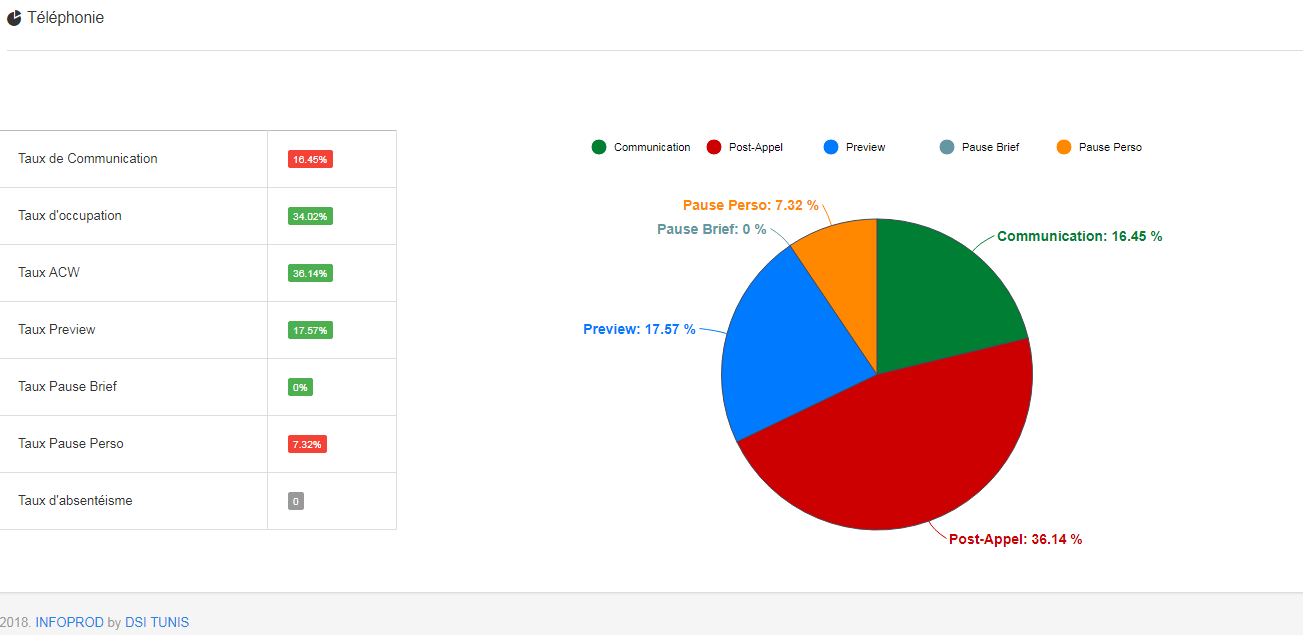 Téléphonie
Taux de Communication 16.45%
Taux d'occupation 34.02%
Taux ACW 36.14%
Taux Preview 17.57%
Taux Pause Brief 0%
Taux Pause Perso 7.32%
Taux d'absentéisme 0
Communication Post-Appel Preview Pause Brief Pause Perso
Pause Perso: 7.32 %
Pause Brief: 0 %
Communication: 16.45 %
Preview: 17.57 %
Post-Appel: 36.14 %
2018. INFOPROD by DSI TUNIS